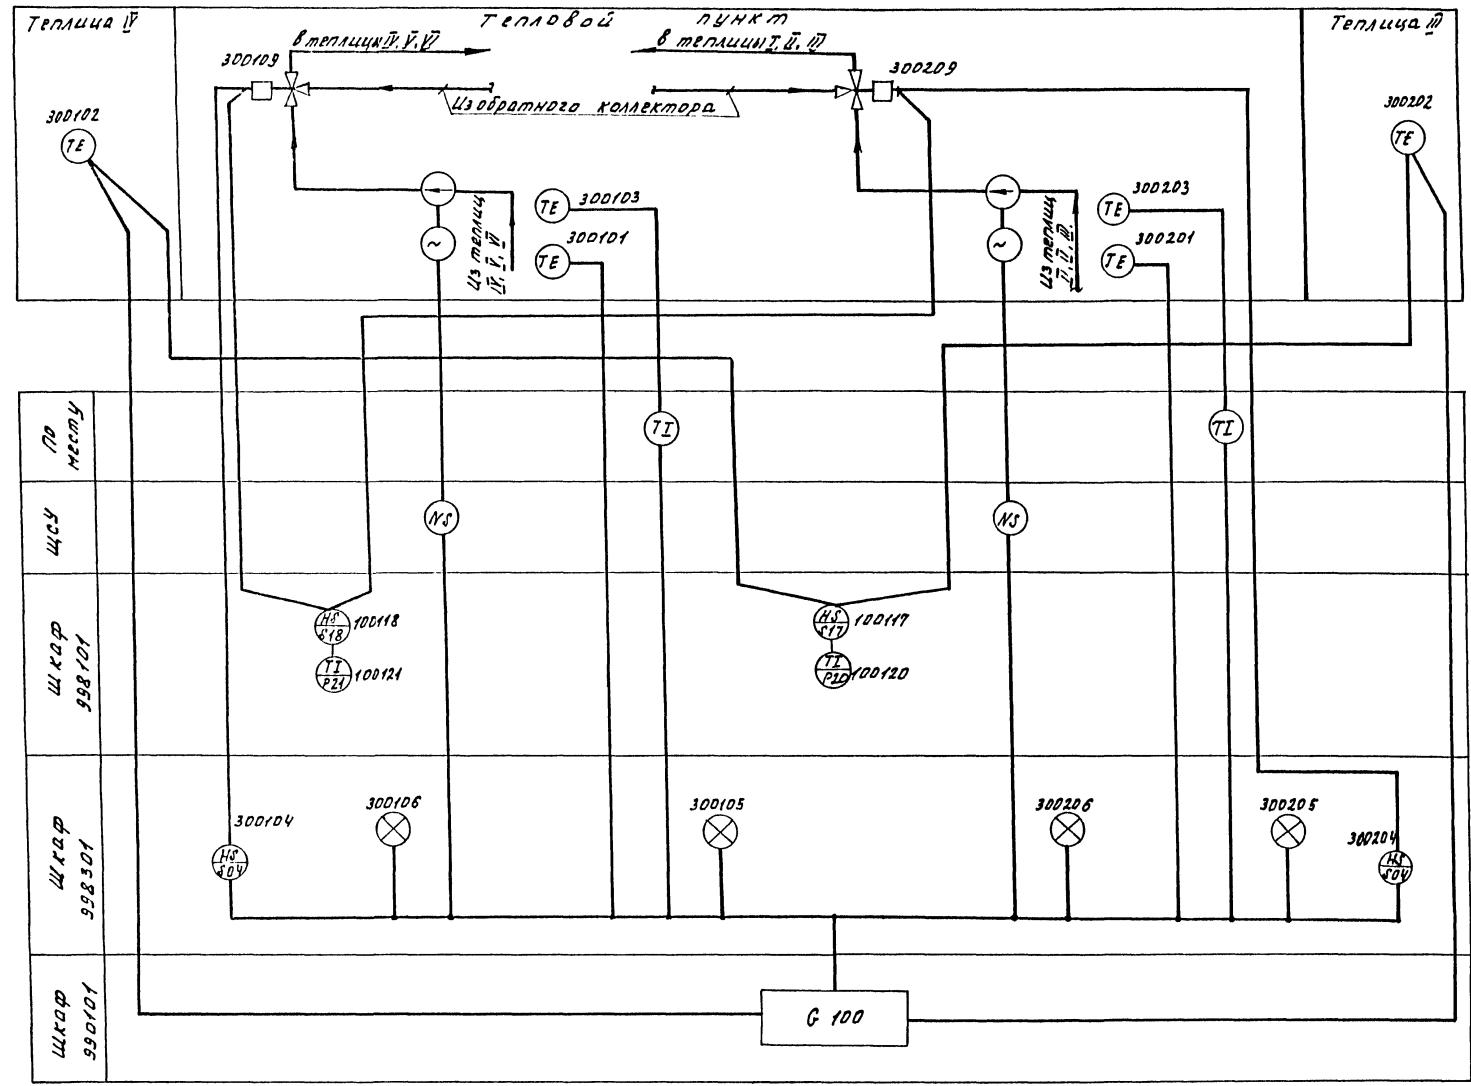 Теплица IV
Тепловой пункт
Теплица III
в теплицы IV, V, VI
в теплицы I, II, III
300109
300209
Из обратного коллектора
300102
TE
300202
TE
Из теплиц
IV, V, VI
TE
300103
TE
300101
~
Из теплиц
I, II, III.
TE
300203
TE
300201
~
По
месту
TI
TI
ЩСУ
NS
NS
Шкаф
998101
HS
S18
100118
TI
P21
100121
HS
S17
100117
TI
P20
100120
Шкаф
998301
300104
HS
S04
300106
300105
300206
300205
300204
HS
S04
Шкаф
990101
G 100